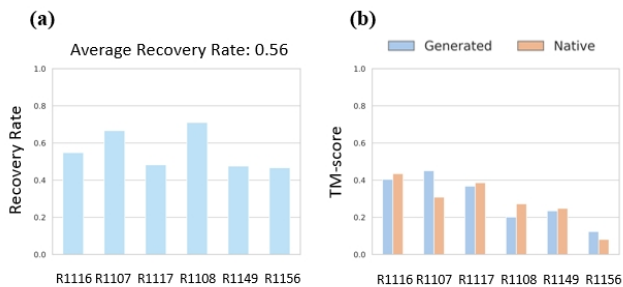 (a)
Average Recovery Rate: 0.56
Recovery Rate
1.0
0.8
0.6
0.4
0.2
0.0
R1116 R1107 R1117 R1108 R1149 R1156
(b)
Generated Native
TM-score
1.0
0.8
0.6
0.4
0.2
0.0
R1116 R1107 R1117 R1108 R1149 R1156